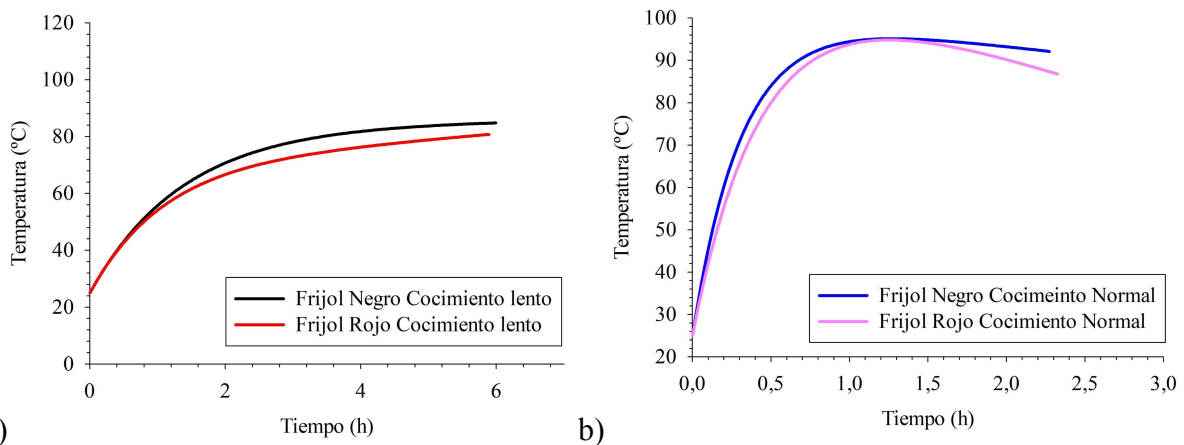 120
100
80
60
40
20
0
Temperatura (ºC)
Frijol Negro Cocimiento lento
Frijol Rojo Cocimiento lento
0 2 4 6
Tiempo (h)
)
100
90
80
70
60
50
40
30
20
Temperatura (ºC)
Frijol Negro Cocimeinto Normal
Frijol Rojo Cocimiento Normal
0,0 0,5 1,0 1,5 2,0 2,5 3,0
Tiempo (h)
b)